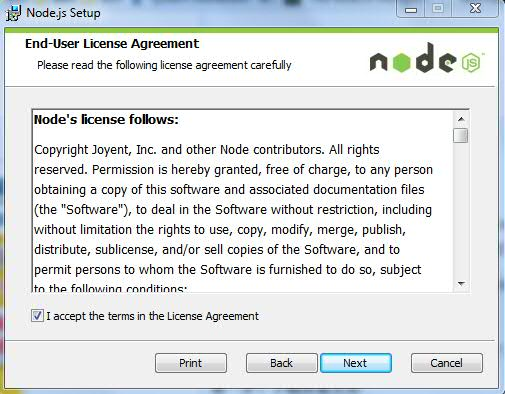 Node.js Setup
End-User License Agreement
Please read the following license agreement carefully
node
JS
Node's license follows:
Copyright Joyent, Inc. and other Node contributors. All rights
reserved. Permission is hereby granted, free of charge, to any person
obtaining a copy of this software and associated documentation files
(the "Software"), to deal in the Software without restriction, including
without limitation the rights to use, copy, modify, merge, publish,
distribute, sublicense, and/or sell copies of the Software, and to
permit persons to whom the Software is furnished to do so, subject
to the following conditions:
I accept the terms in the License Agreement
Print Back Next Cancel